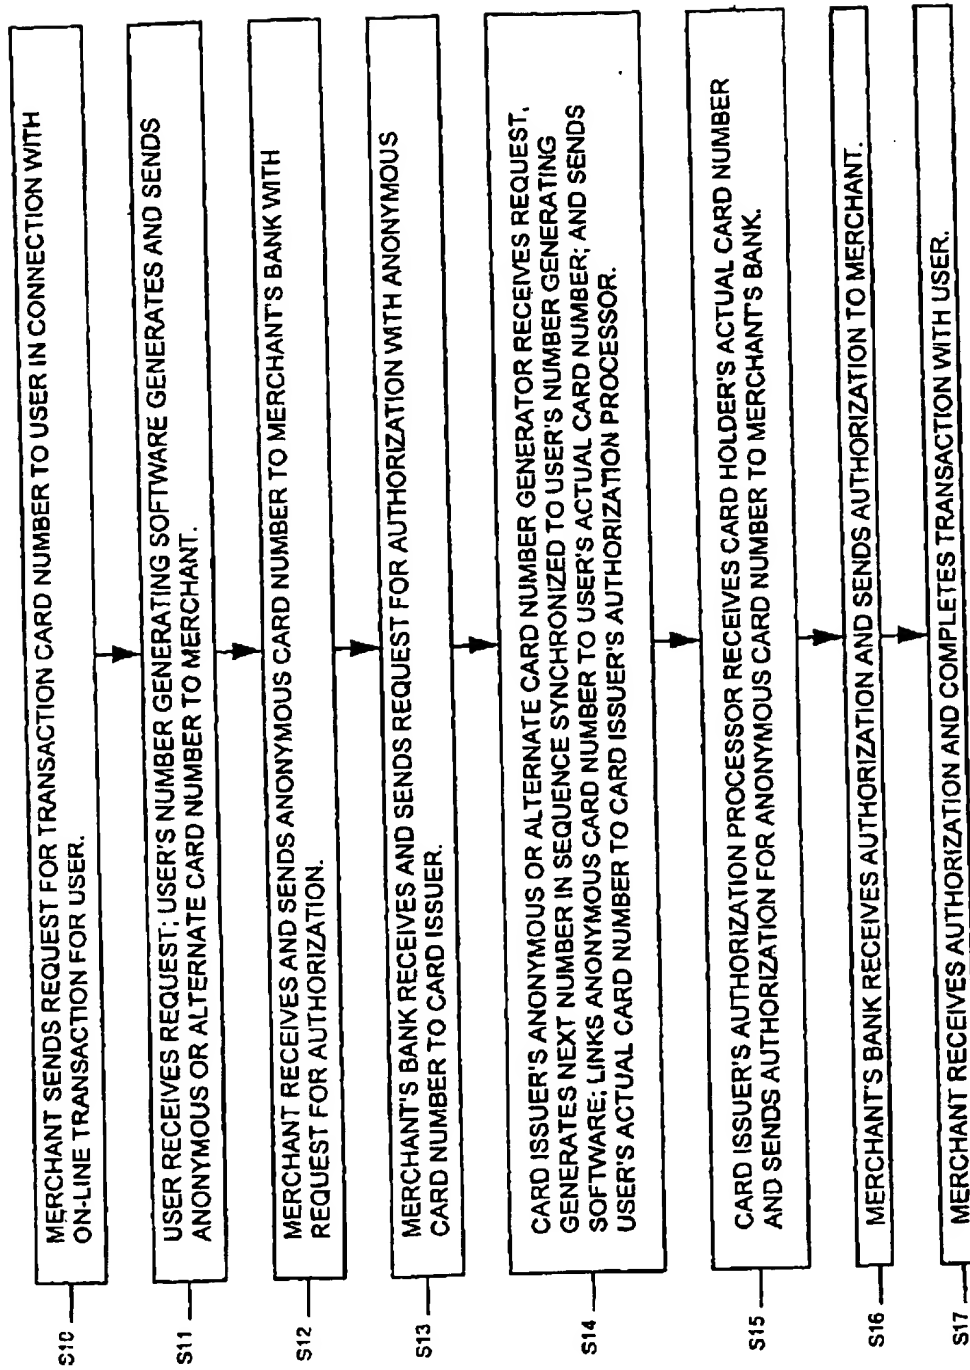 S10
MERCHANT SENDS REQUEST FOR TRANSACTION CARD NUMBER TO USER IN CONNECTION WITH
ON-LINE TRANSACTION FOR USER.
S11
USER RECEIVES REQUEST; USER'S NUMBER GENERATING SOFTWARE GENERATES AND SENDS
ANONYMOUS OR ALTERNATE CARD NUMBER TO MERCHANT.
S12
MERCHANT RECEIVES AND SENDS ANONYMOUS CARD NUMBER TO MERCHANT'S BANK WITH
REQUEST FOR AUTHORIZATION.
S13
MERCHANT'S BANK RECEIVES AND SENDS REQUEST FOR AUTHORIZATION WITH ANONYMOUS
CARD NUMBER TO CARD ISSUER.
S14
CARD ISSUER'S ANONYMOUS OR ALTERNATE CARD NUMBER GENERATOR RECEIVES REQUEST.
GENERATES NEXT NUMBER IN SEQUENCE SYNCHRONIZED TO USER'S NUMBER GENERATING
SOFTWARE; LINKS ANONYMOUS CARD NUMBER TO USER'S ACTUAL CARD NUMBER; AND SENDS
USER'S ACTUAL CARD NUMBER TO CARD ISSUER'S AUTHORIZATION PROCESSOR.
S15
CARD ISSUER'S AUTHORIZATION PROCESSOR RECEIVES CARD HOLDER'S ACTUAL CARD NUMBER
AND SENDS AUTHORIZATION FOR ANONYMOUS CARD NUMBER TO MERCHANT'S BANK.
S16
MERCHANT'S BANK RECEIVES AUTHORIZATION AND SENDS AUTHORIZATION TO MERCHANT.
S17
MERCHANT RECEIVES AUTHORIZATION AND COMPLETES TRANSACTION WITH USER.